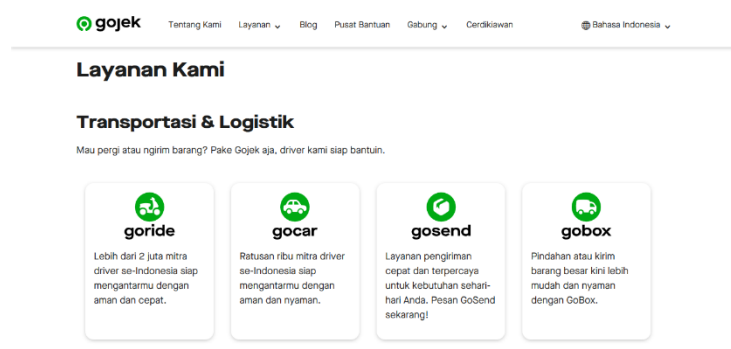 gojek
Tentang Kami Layanan Blog Pusat Bantuan Gabung Cerdikiawan Bahasa Indonesia
Layanan Kami
Transportasi & Logistik
Mau pergi atau ngirim barang? Pake Gojek aja, driver kami siap bantuin.
goride
Lebih dari 2 juta mitra
driver se-Indonesia siap
mengantarmu dengan
aman dan cepat.
gocar
Ratusan ribu mitra driver
se-Indonesia siap
mengantarmu dengan
aman dan nyaman.
gosend
Layanan pengiriman
cepat dan terpercaya
untuk kebutuhan sehari-
hari Anda. Pesan GoSend
sekarang!
gobox
Pindahan atau kirim
barang besar kini lebih
mudah dan nyaman
dengan GoBox.